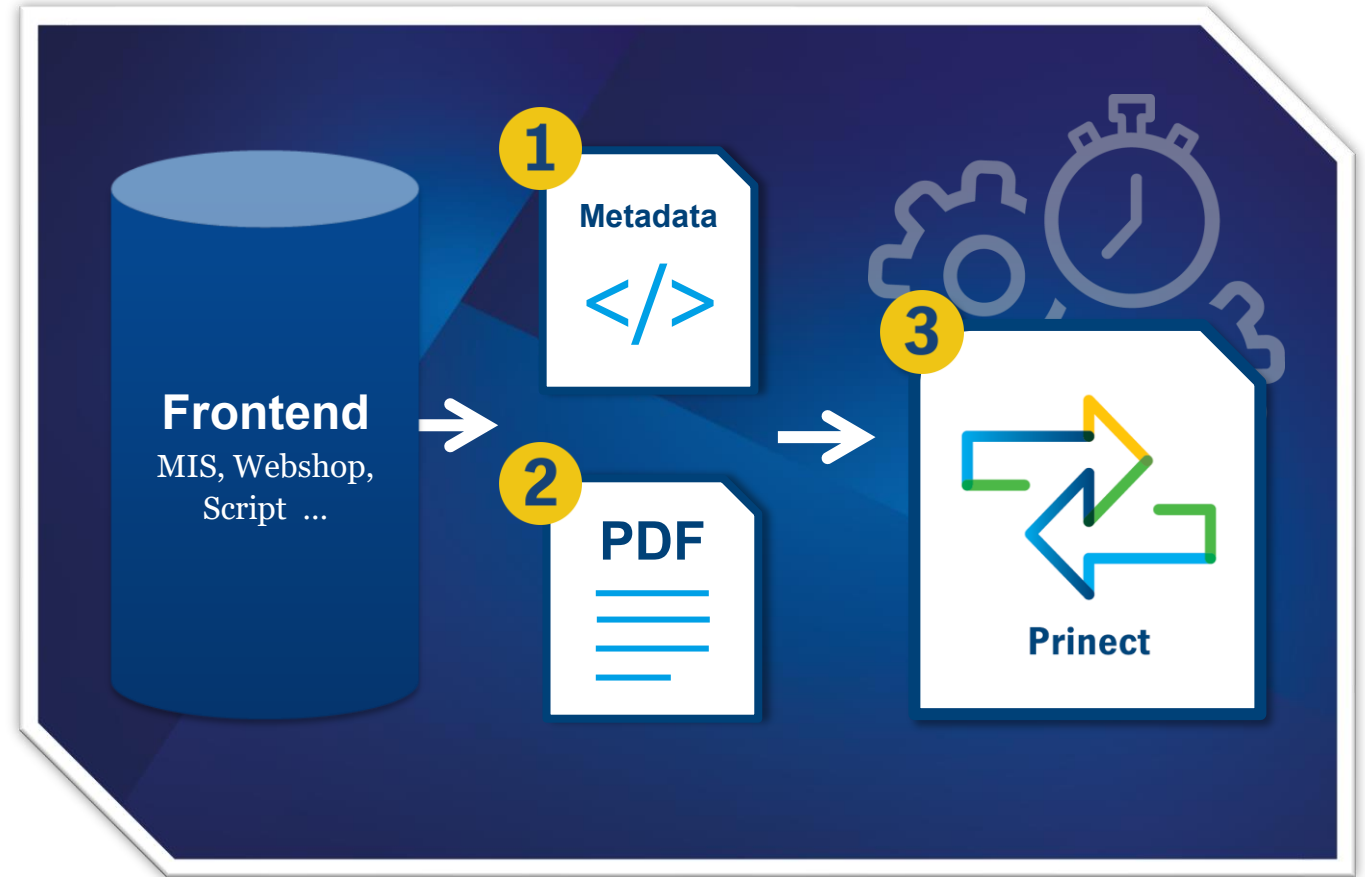 Frontend
MIS, Webshop,
Script ...
1
Metadata
</>
2
PDF
3
Prinect